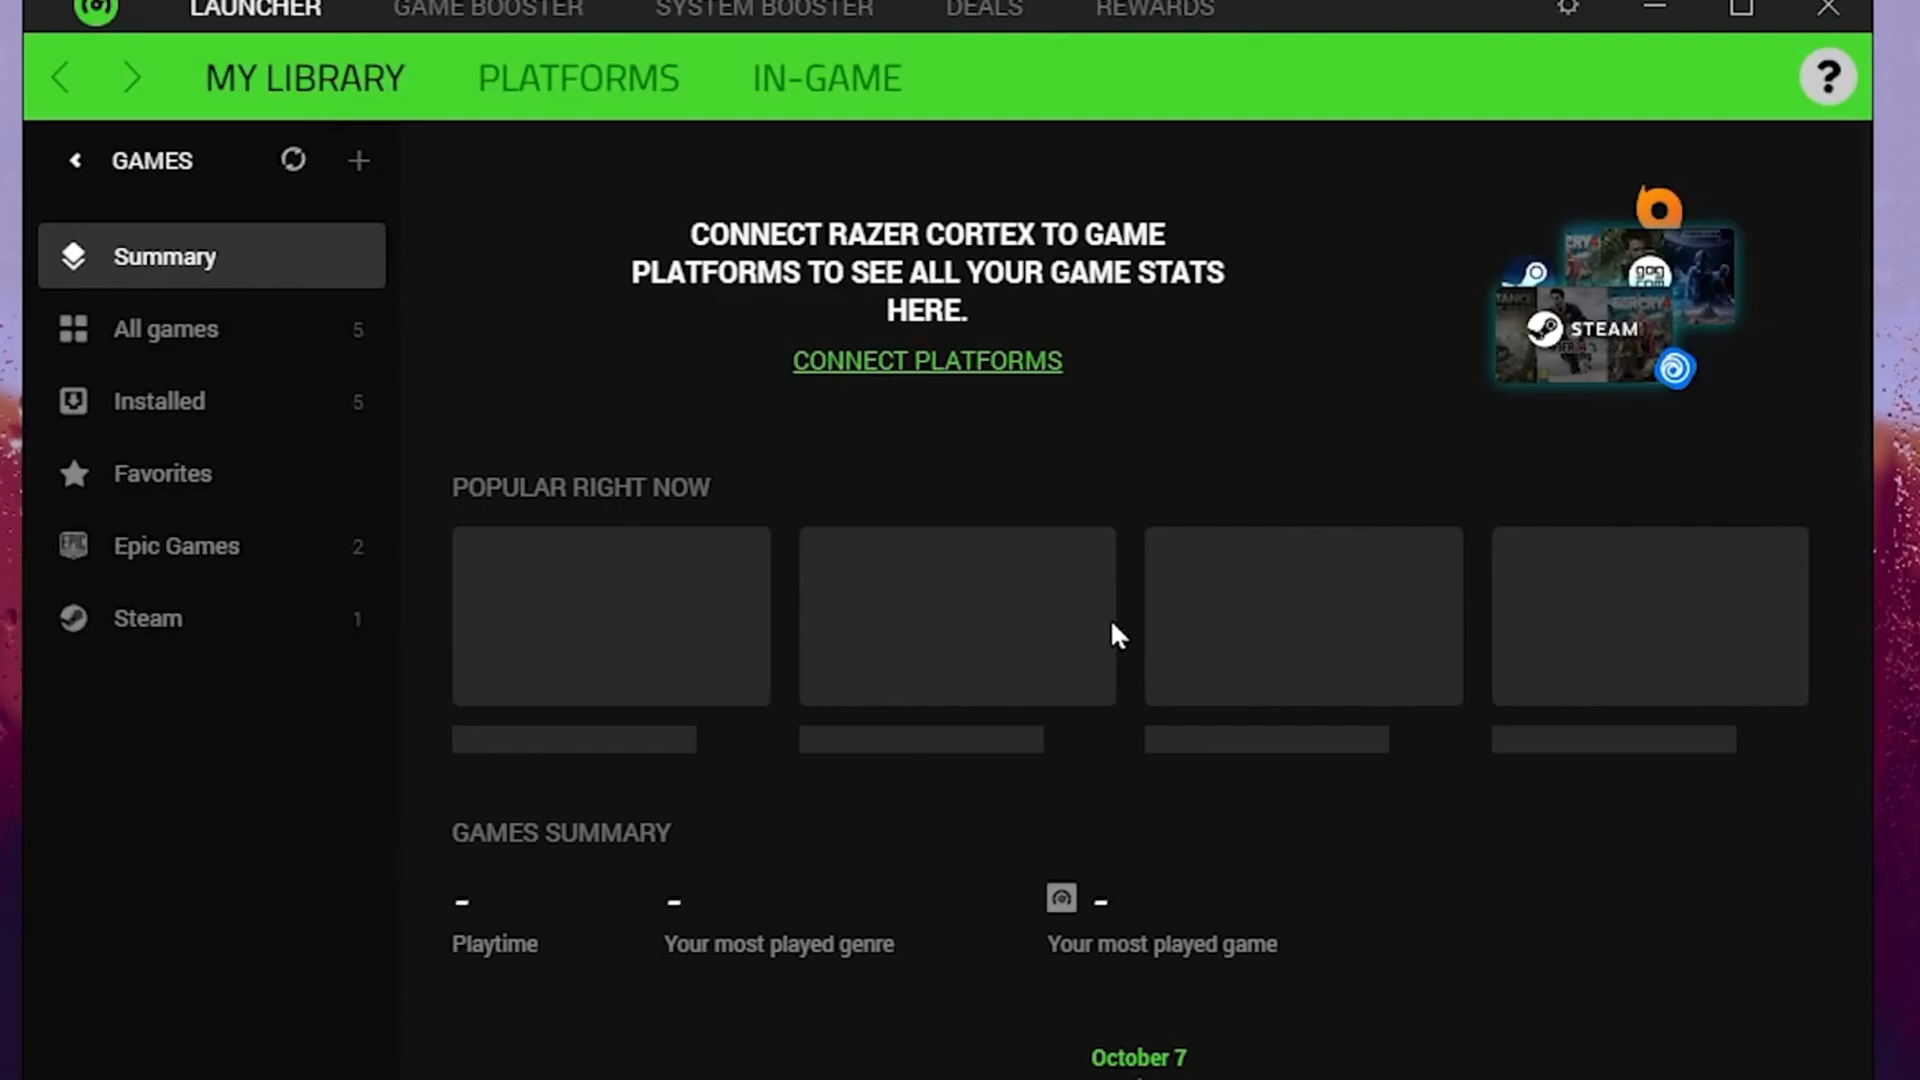 LAUNCHER GAME BOOSTER SYSTEM BOOSTER DEALS REWARDS
MY LIBRARY PLATFORMS IN-GAME ?
GAMES
Summary
All games 5
Installed 5
Favorites
Epic Games 2
Steam 1
CONNECT RAZER CORTEX TO GAME
PLATFORMS TO SEE ALL YOUR GAME STATS
HERE.
CONNECT PLATFORMS
gog
com
STEAM
POPULAR RIGHT NOW
GAMES SUMMARY
- - -
Playtime Your most played genre Your most played game
October 7